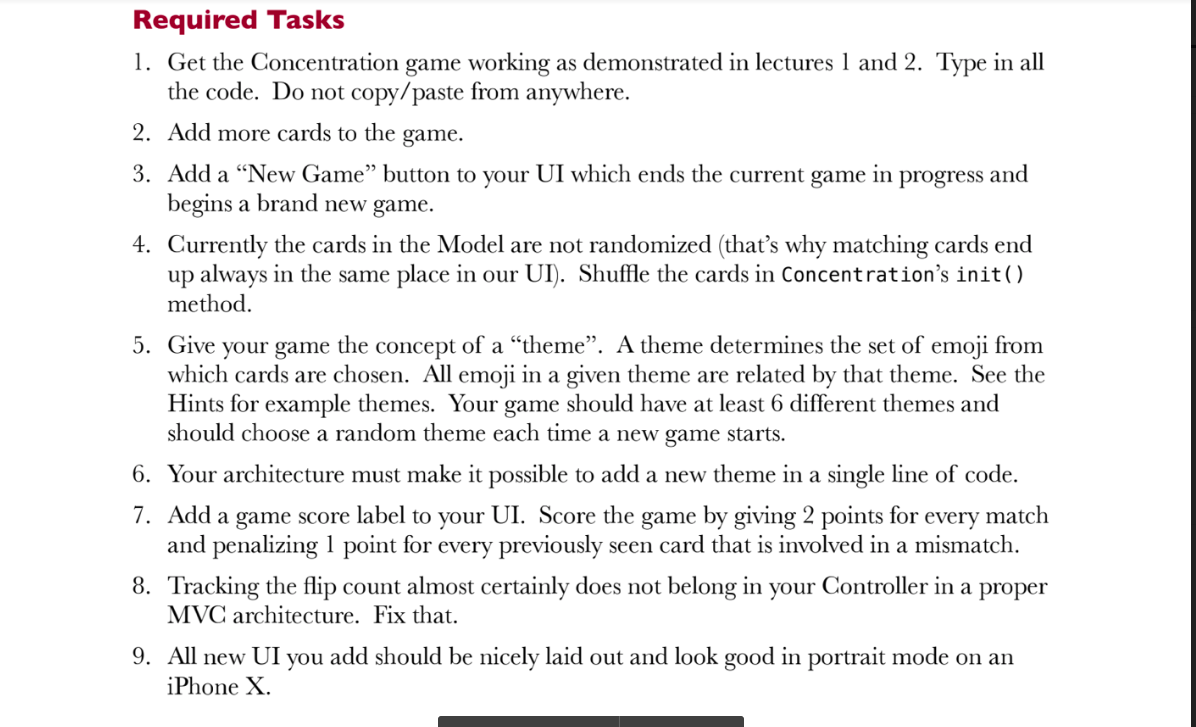 Required Tasks
1. Get the Concentration game working as demonstrated in lectures 1 and 2. Type in all
the code. Do not copy/paste from anywhere.
2. Add more cards to the game.
3. Add a “New Game” button to your UI which ends the current game in progress and
begins a brand new game.
4. Currently the cards in the Model are not randomized (that’s why matching cards end
up always in the same place in our UI). Shuffle the cards in Concentration’s init()
method.
5. Give your game the concept of a “theme”. A theme determines the set of emoji from
which cards are chosen. All emoji in a given theme are related by that theme. See the
Hints for example themes. Your game should have at least 6 different themes and
should choose a random theme each time a new game starts.
6. Your architecture must make it possible to add a new theme in a single line of code.
7. Add a game score label to your UI. Score the game by giving 2 points for every match
and penalizing 1 point for every previously seen card that is involved in a mismatch.
8. Tracking the flip count almost certainly does not belong in your Controller in a proper
MVC architecture. Fix that.
9. All new UI you add should be nicely laid out and look good in portrait mode on an
iPhone X.